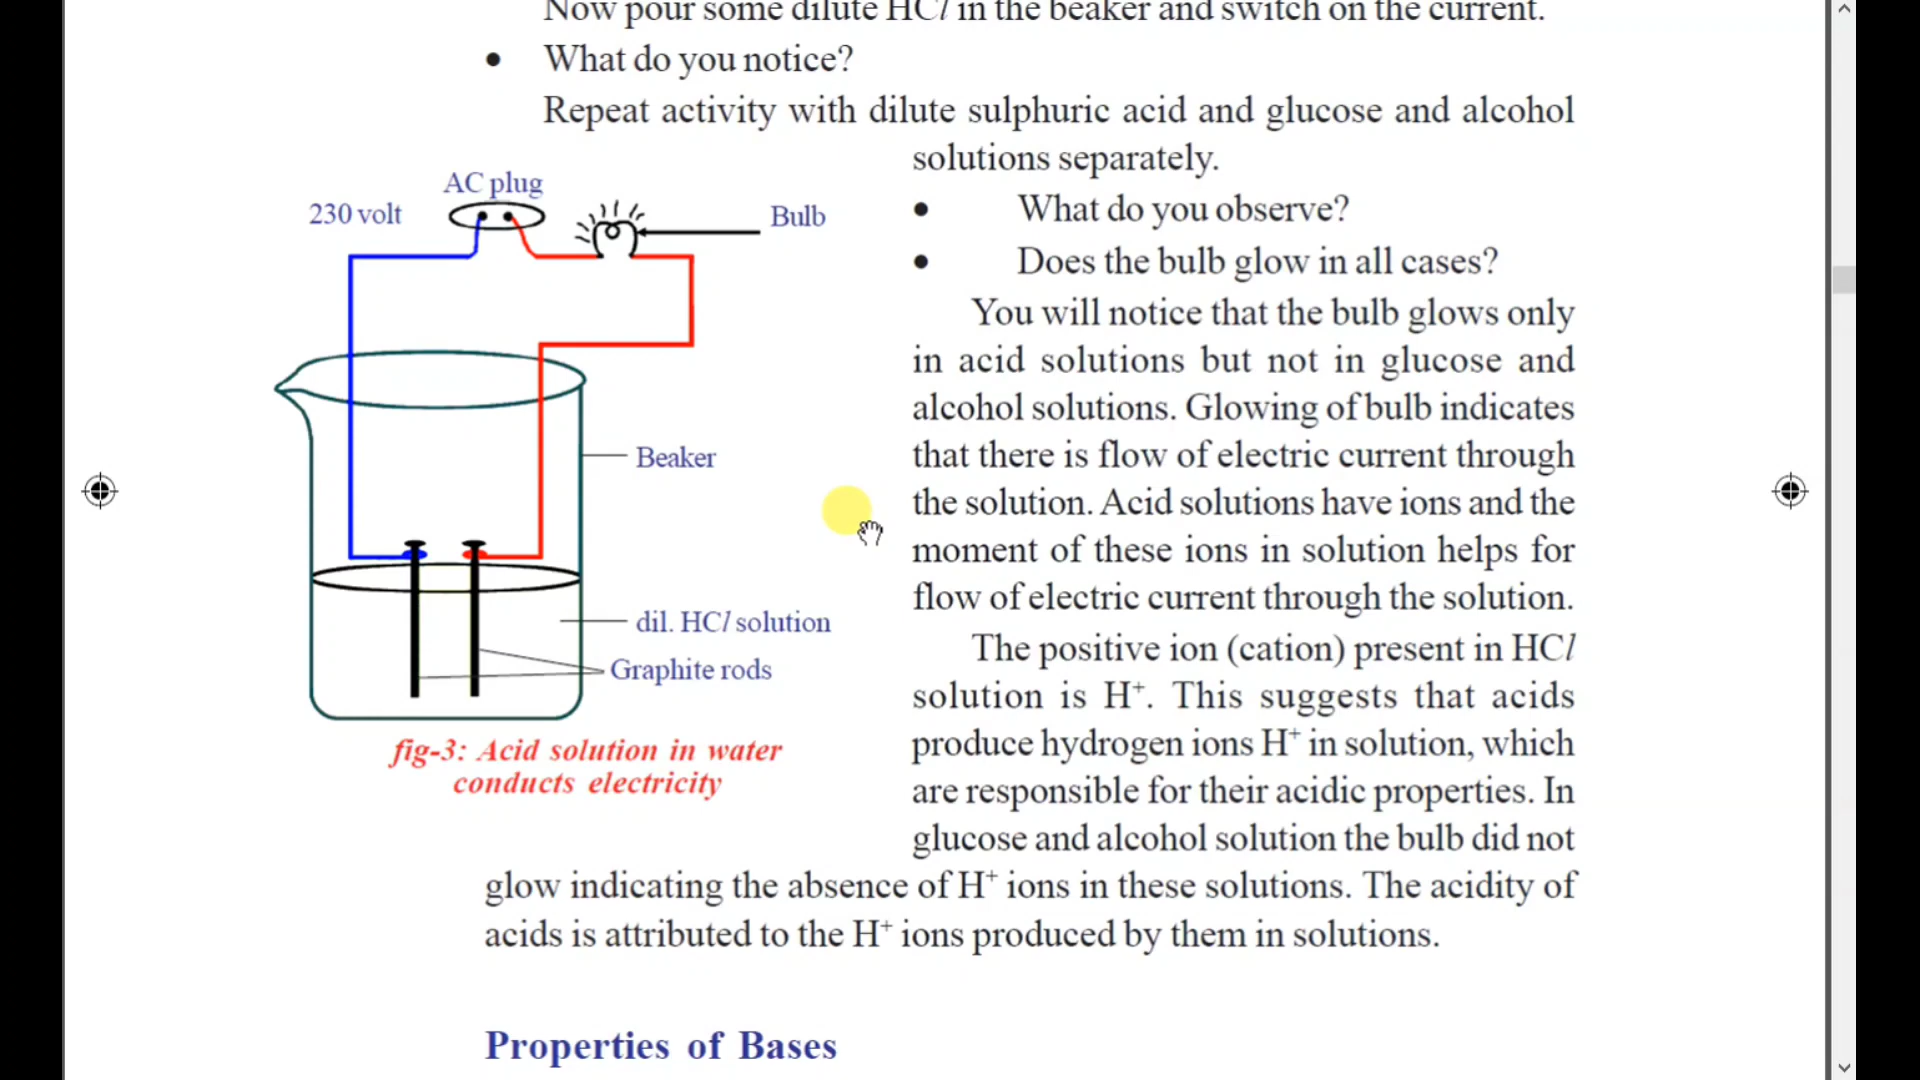 Now pour some dilute HCl in the beaker and switch on the current.
• What do you notice?
Repeat activity with dilute sulphuric acid and glucose and alcohol
solutions separately.
• What do you observe?
• Does the bulb glow in all cases?
You will notice that the bulb glows only
in acid solutions but not in glucose and
alcohol solutions. Glowing of bulb indicates
that there is flow of electric current through
the solution. Acid solutions have ions and the
moment of these ions in solution helps for
flow of electric current through the solution.
The positive ion (cation) present in HCl
solution is H⁺. This suggests that acids
produce hydrogen ions H⁺ in solution, which
are responsible for their acidic properties. In
glucose and alcohol solution the bulb did not
glow indicating the absence of H⁺ ions in these solutions. The acidity of
acids is attributed to the H⁺ ions produced by them in solutions.
AC plug
230 volt
Bulb
Beaker
dil. HCl solution
Graphite rods
fig-3: Acid solution in water
conducts electricity
Properties of Bases